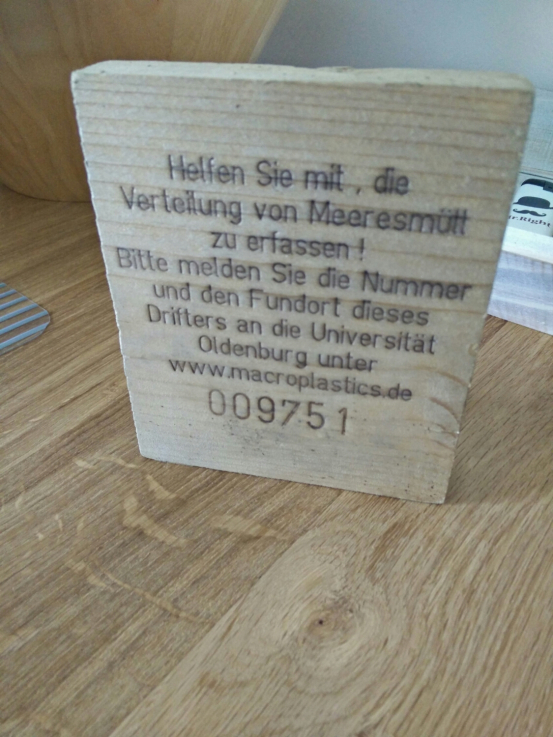 Helfen Sie mit , die
Verteilung von Meeresmüll
zu erfassen !
Bitte melden Sie die Nummer
und den Fundort dieses
Drifters an die Universität
Oldenburg unter
www.macroplastics.de
009751
Right